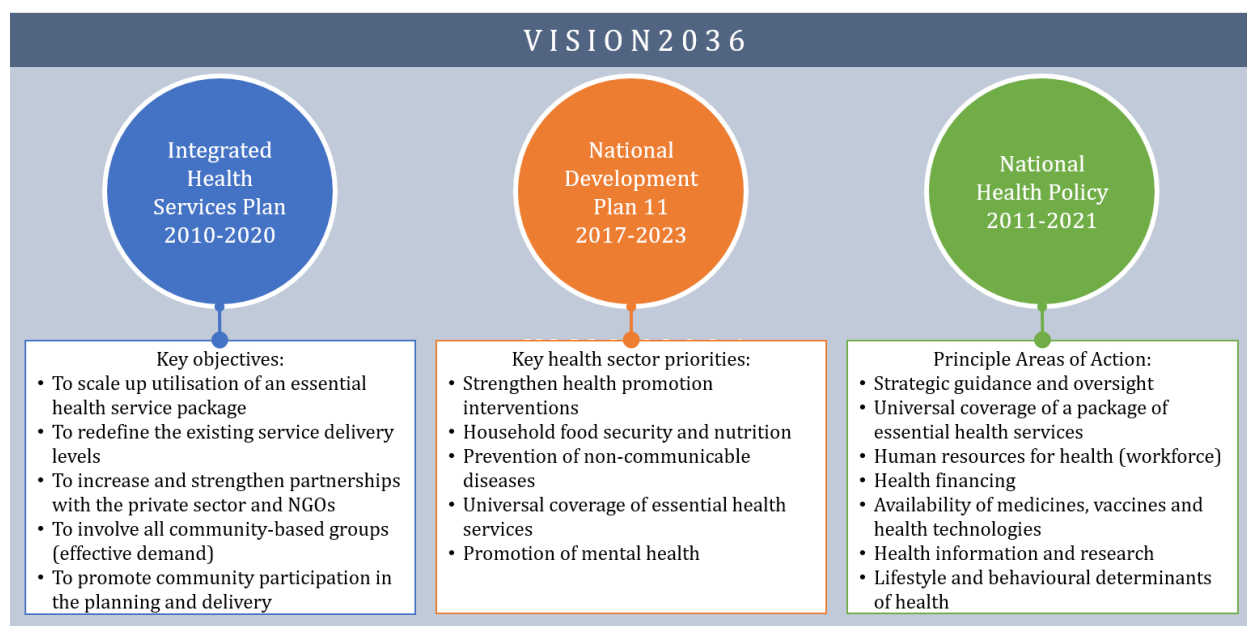 VISION2036
Integrated
Health
Services Plan
2010-2020
Key objectives:
• To scale up utilisation of an essential
health service package
• To redefine the existing service delivery
levels
• To increase and strengthen partnerships
with the private sector and NGOs
• To involve all community-based groups
(effective demand)
• To promote community participation in
the planning and delivery
National
Development
Plan 11
2017-2023
Key health sector priorities:
• Strengthen health promotion
interventions
• Household food security and nutrition
• Prevention of non-communicable
diseases
• Universal coverage of essential health
services
• Promotion of mental health
National
Health Policy
2011-2021
Principle Areas of Action:
• Strategic guidance and oversight
• Universal coverage of a package of
essential health services
• Human resources for health (workforce)
• Health financing
• Availability of medicines, vaccines and
health technologies
• Health information and research
• Lifestyle and behavioural determinants
of health